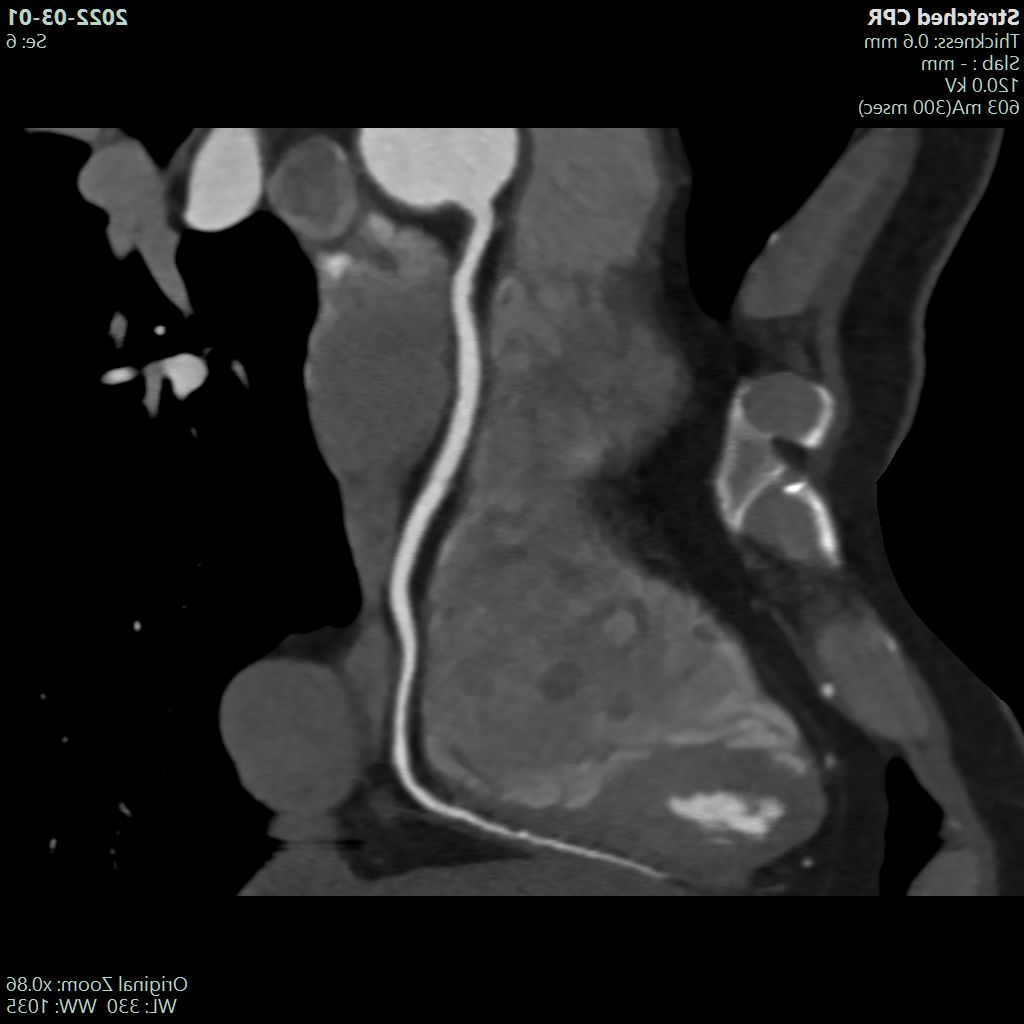 Stretched CPR
Thickness: 0.6 mm
Slab : - mm
120.0 kV
603 mA(300 msec)
2022-03-01
Se: 6
Original Zoom: x0.86
WL: 330 WW: 1035